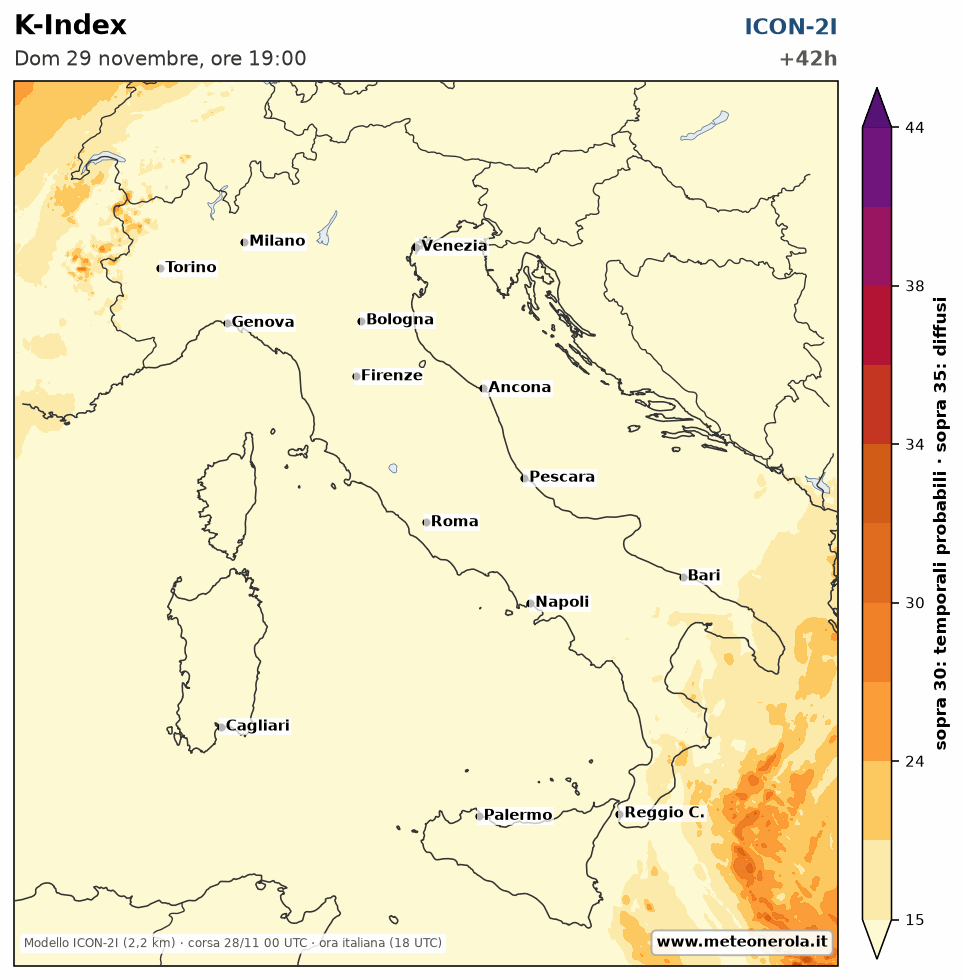 K-Index
ICON-2I
Dom 29 novembre, ore 19:00
+42h
44
38
34
30
24
15
sopra 30: temporali probabili · sopra 35: diffusi
Milano
Venezia
Torino
Genova
Bologna
Firenze
Ancona
Pescara
Roma
Bari
Napoli
Cagliari
Palermo
Reggio C.
Modello ICON-2I (2,2 km) · corsa 28/11 00 UTC · ora italiana (18 UTC)
www.meteonerola.it